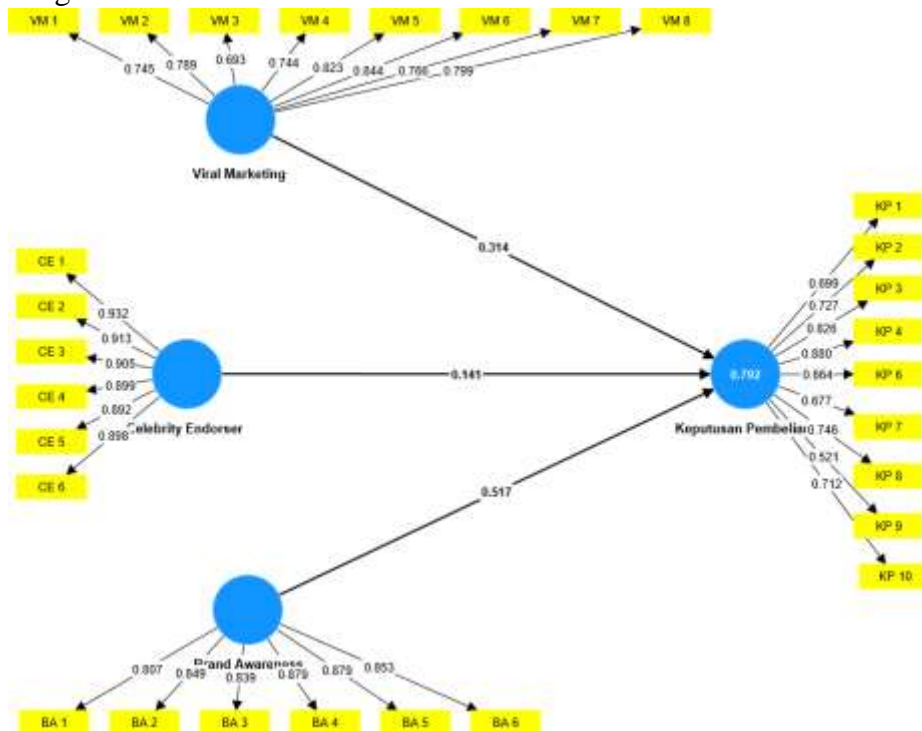 VM 1
VM 2
VM 3
VM 4
VM 5
VM 6
VM 7
VM 8
0.745
0.789
0.693
0.744
0.823
0.844
0.766
0.799
Viral Marketing
0.314
CE 1
CE 2
CE 3
CE 4
CE 5
CE 6
0.932
0.913
0.905
0.899
0.892
0.898
Celebrity Endorser
0.141
KP 1
KP 2
KP 3
KP 4
KP 6
KP 7
KP 8
KP 9
KP 10
0.699
0.727
0.826
0.880
0.864
0.677
0.746
0.521
0.712
0.792
Keputusan Pembelian
0.517
Brand Awareness
0.807
0.849
0.839
0.879
0.879
0.853
BA 1
BA 2
BA 3
BA 4
BA 5
BA 6